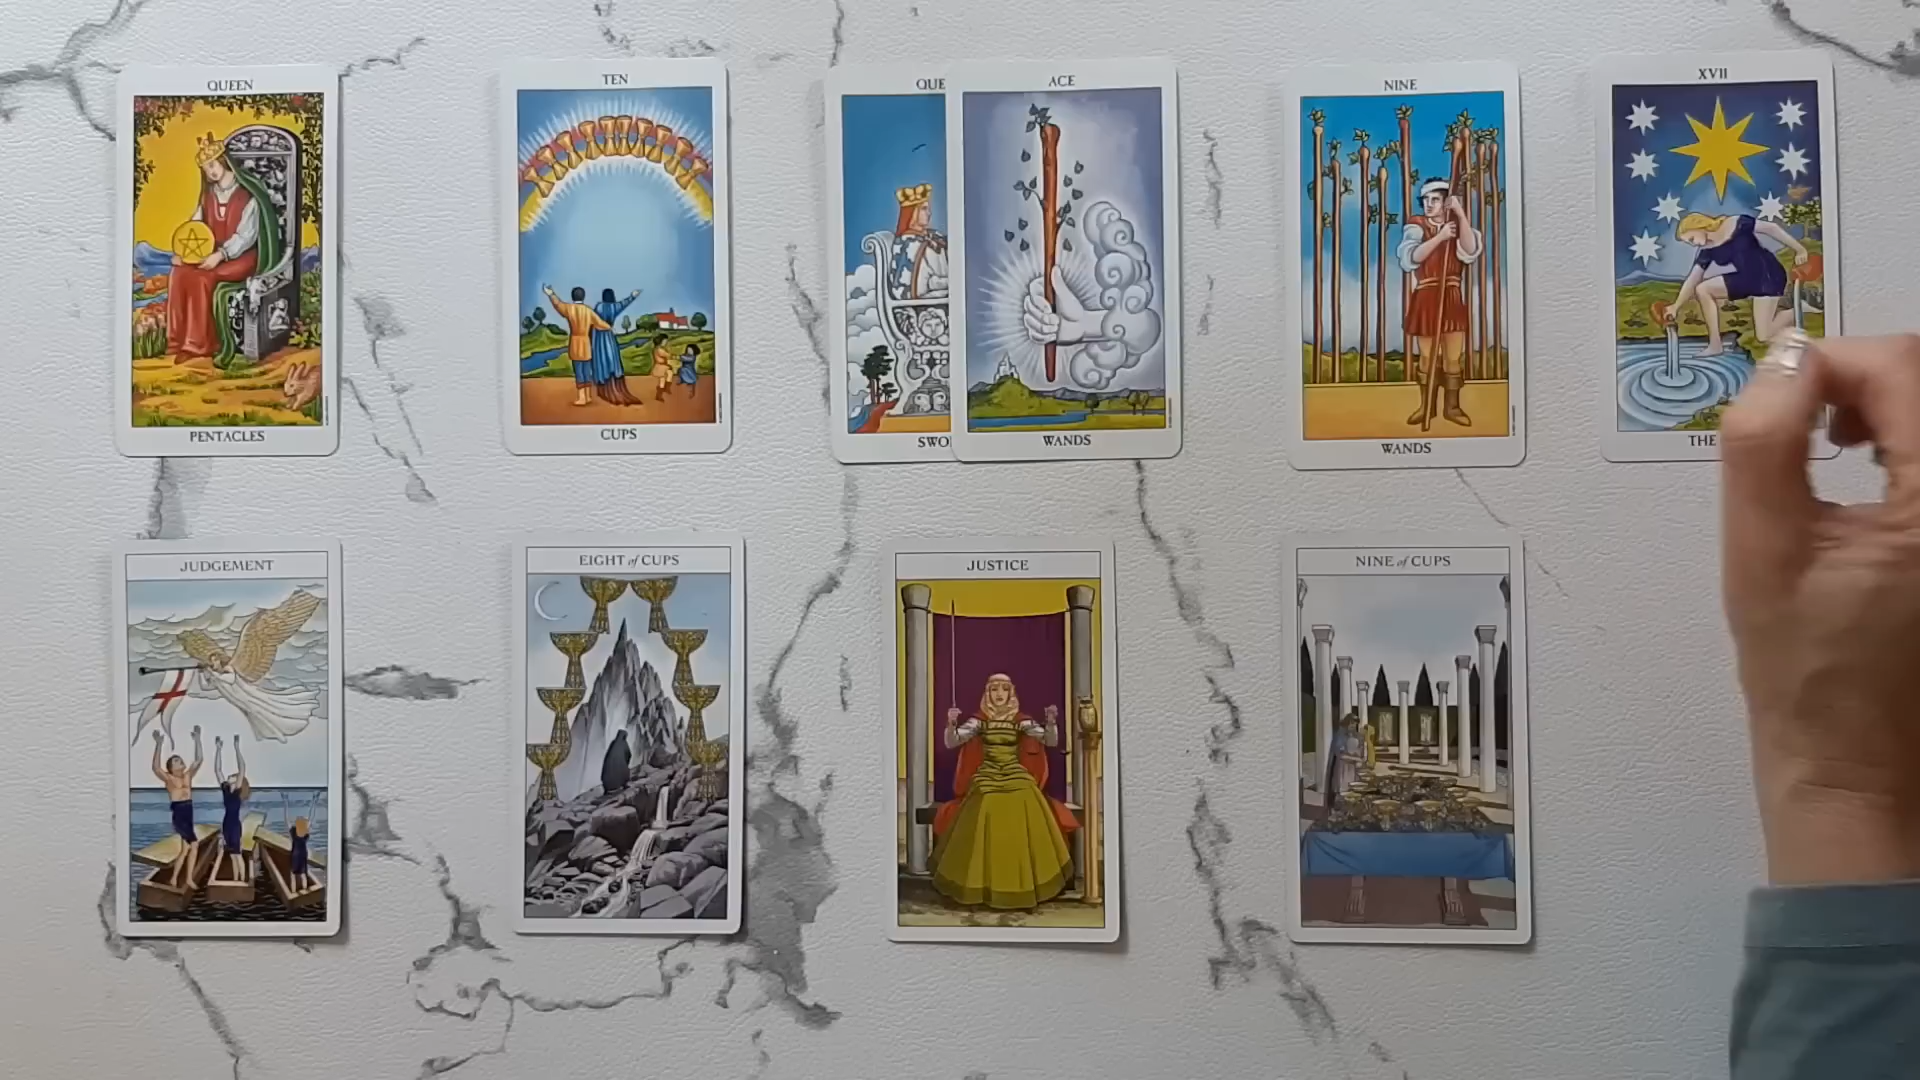 QUEEN
PENTACLES
TEN
CUPS
QUE
SWO
ACE
WANDS
NINE
WANDS
XVII
THE
JUDGEMENT
EIGHT of CUPS
JUSTICE
NINE of CUPS